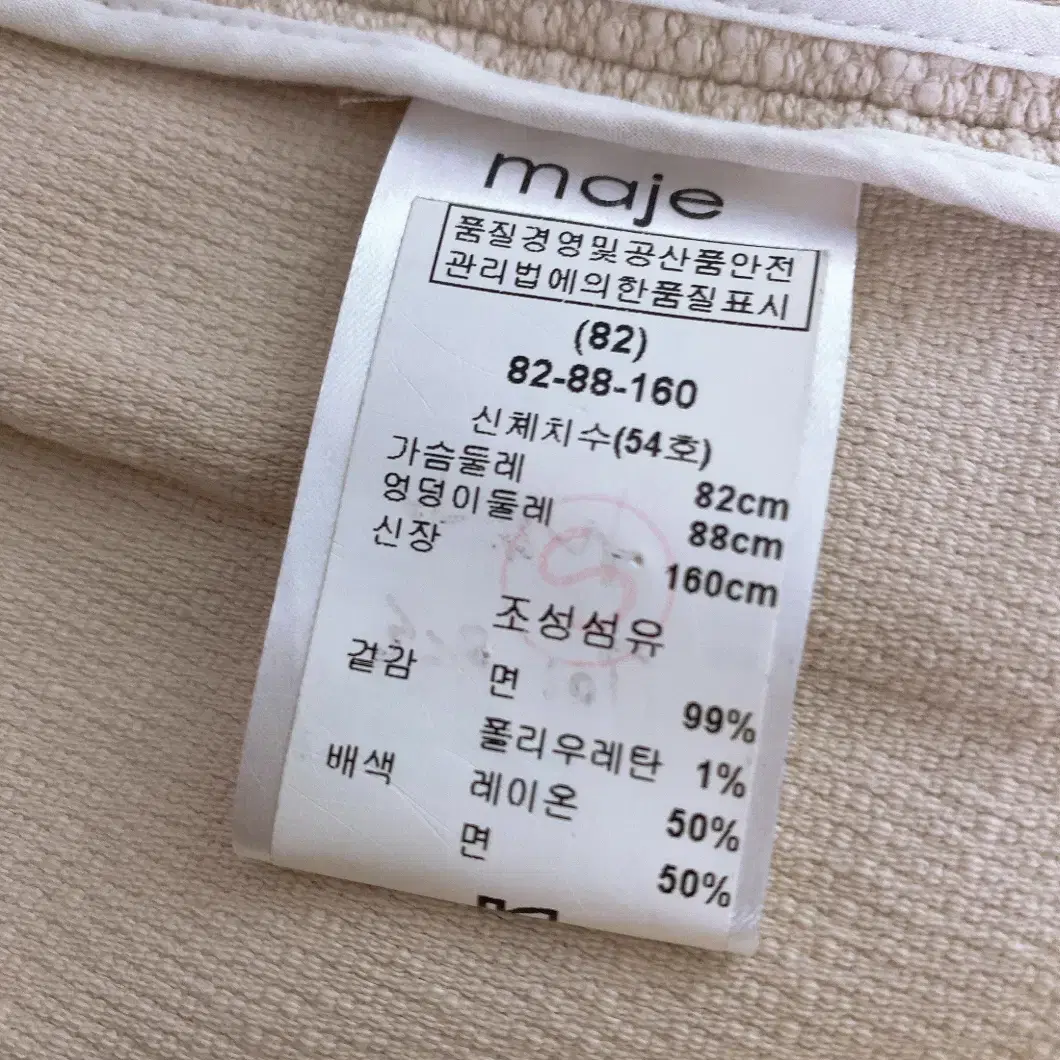 maje
품질경영및공산품안전
관리법에의한품질표시
(82)
82-88-160
신체치수(54호)
가슴둘레 82cm
엉덩이둘레 88cm
신장 160cm
조성섬유
겉감 면 99%
폴리우레탄 1%
배색 레이온 50%
면 50%